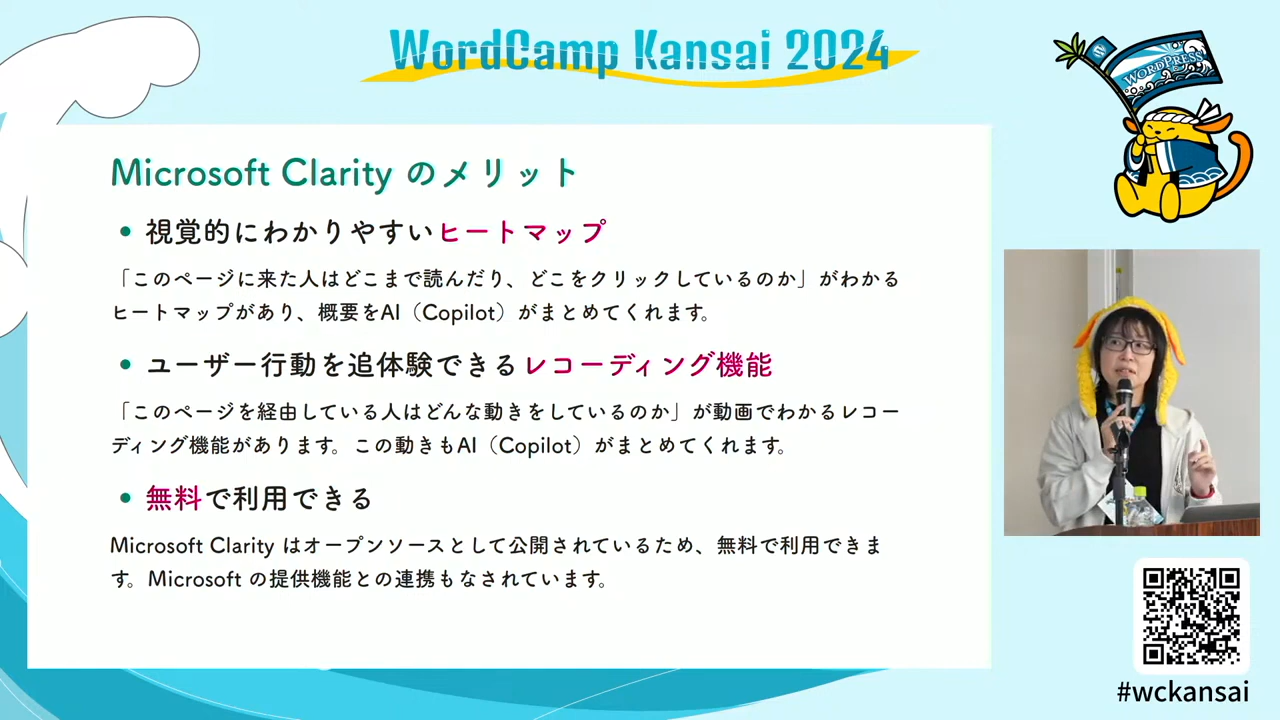 WordCamp Kansai 2024
WORDPRESS
Microsoft Clarity のメリット
• 視覚的にわかりやすいヒートマップ
「このページに来た人はどこまで読んだり、どこをクリックしているのか」がわかる
ヒートマップがあり、概要をAI（Copilot）がまとめてくれます。
• ユーザー行動を追体験できるレコーディング機能
「このページを経由している人はどんな動きをしているのか」が動画でわかるレコー
ディング機能があります。この動きもAI（Copilot）がまとめてくれます。
• 無料で利用できる
Microsoft Clarity はオープンソースとして公開されているため、無料で利用できま
す。Microsoft の提供機能との連携もなされています。
#wckansai